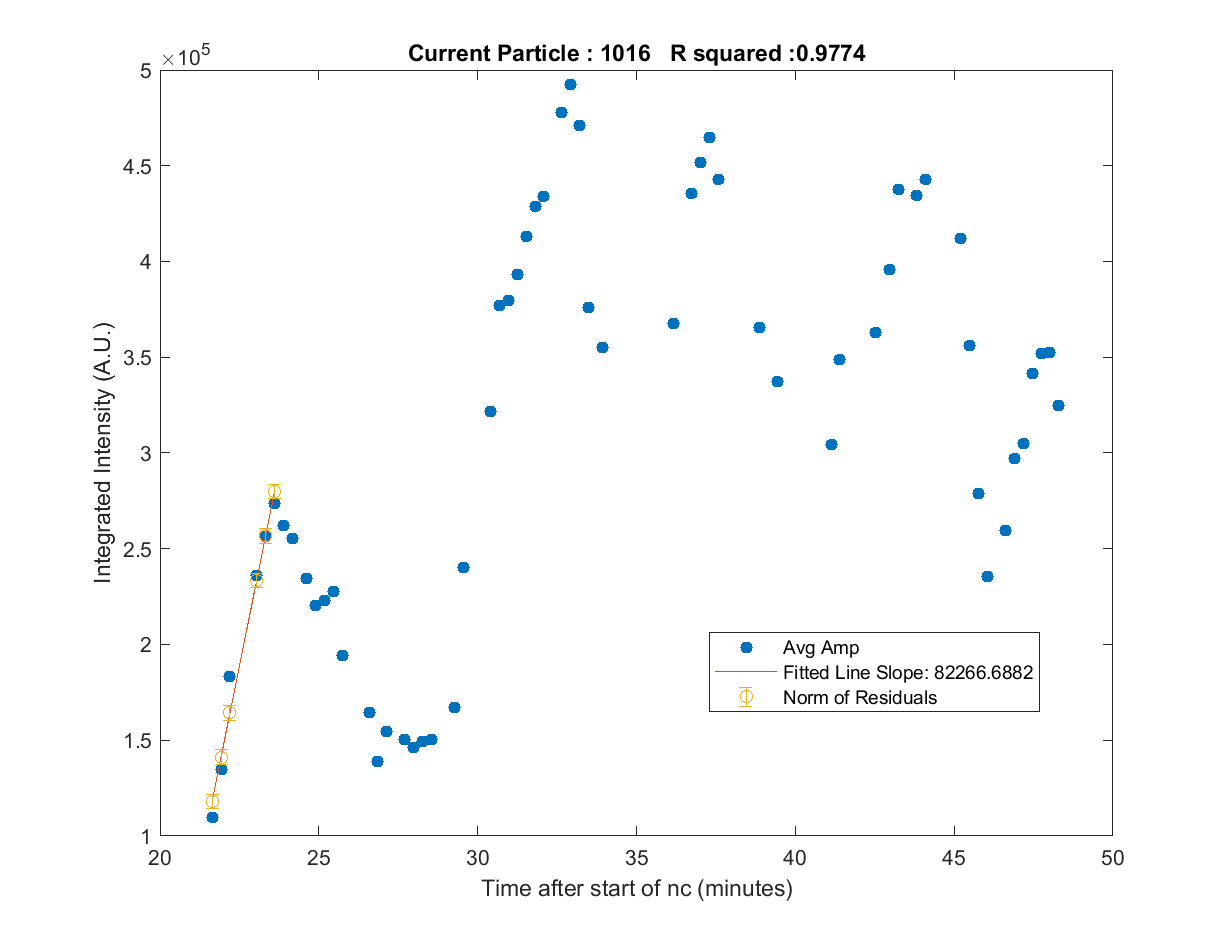 Current Particle : 1016   R squared :0.9774
×10^5
5
4.5
4
3.5
3
2.5
2
1.5
1
Integrated Intensity (A.U.)
20 25 30 35 40 45 50
Time after start of nc (minutes)
Avg Amp
Fitted Line Slope: 82266.6882
Norm of Residuals